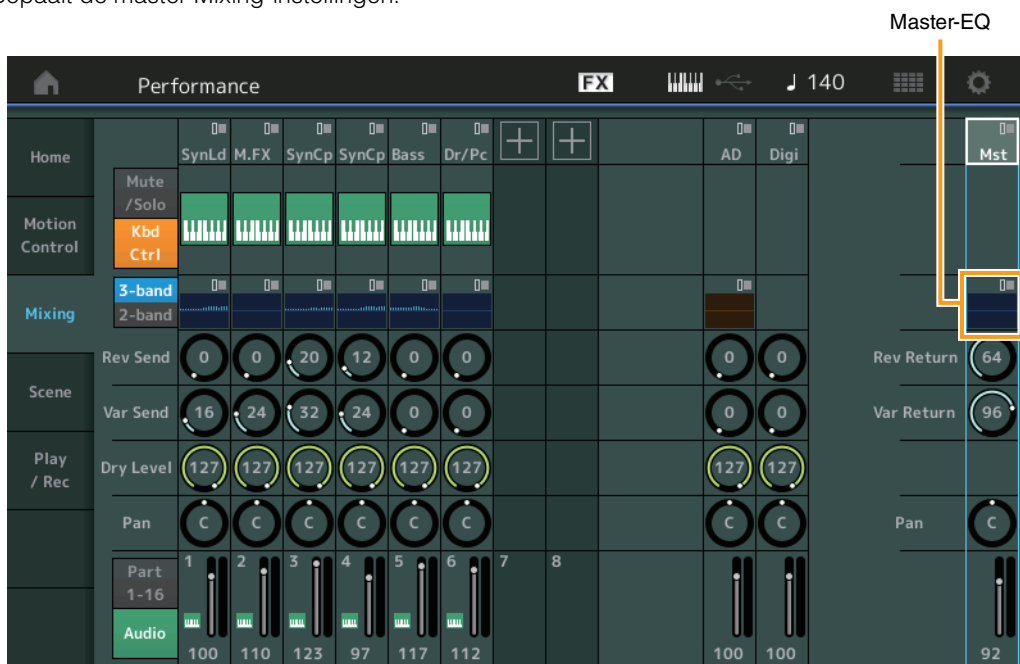 bepaalt de master Mixing-instellingen.
Master-EQ
Performance FX 140
Home
Motion Control
Mixing
Scene
Play / Rec
SynLd M.FX SynCp SynCp Bass Dr/Pc AD Digi Mst
Mute /Solo
Kbd Ctrl
3-band
2-band
Rev Send 0 0 20 12 0 0 0 0 Rev Return 64
Var Send 16 24 32 24 0 0 0 0 Var Return 96
Dry Level 127 127 127 127 127 127 127 127
Pan C C C C C C C C Pan C
1 2 3 4 5 6 7 8
Part 1-16
Audio
100 110 123 97 117 112 100 100 92